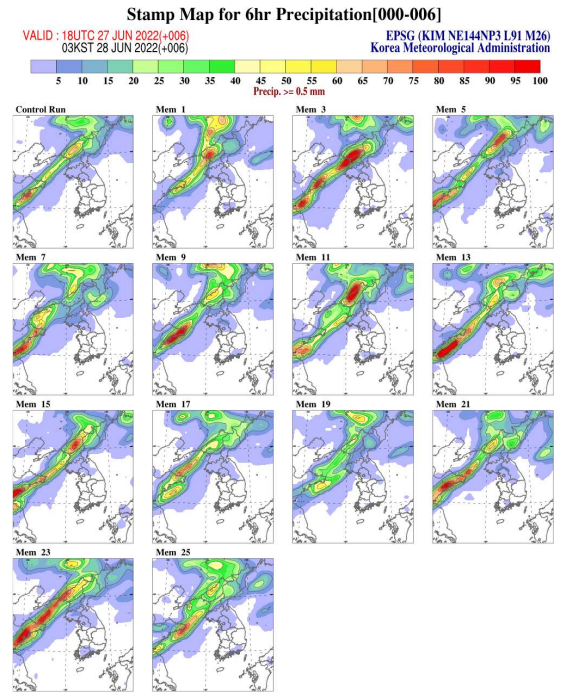 Stamp Map for 6hr Precipitation[000-006]
VALID : 18UTC 27 JUN 2022(+006)
EPSG (KIM NE144NP3 L91 M26)
03KST 28 JUN 2022(+006)
Korea Meteorological Administration
5 10 15 20 25 30 35 40 45 50 55 60 65 70 75 80 85 90 95 100
Precip. >= 0.5 mm
Control Run
Mem 1
Mem 3
Mem 5
Mem 7
Mem 9
Mem 11
Mem 13
Mem 15
Mem 17
Mem 19
Mem 21
Mem 23
Mem 25